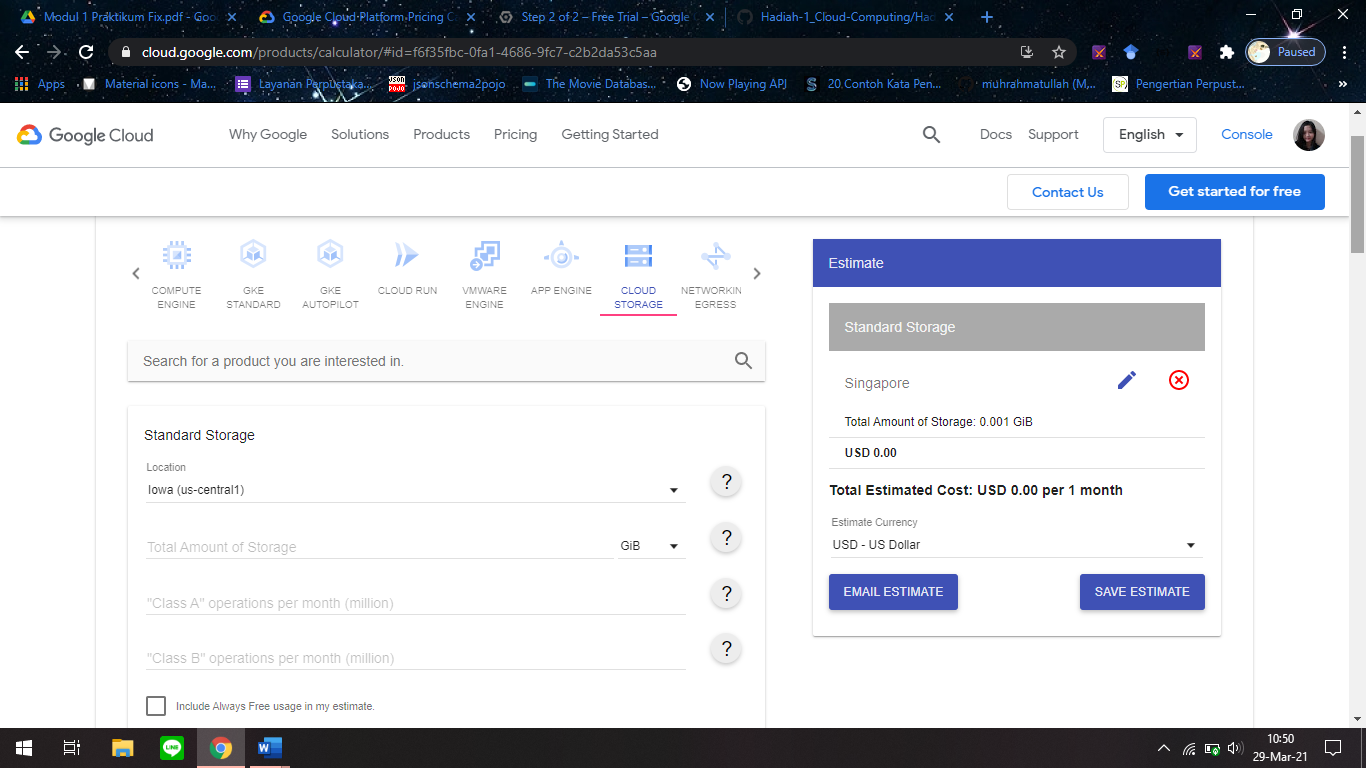 Modul 1 Praktikum Fix.pdf - Goo
Google Cloud Platform Pricing C
Step 2 of 2 – Free Trial – Google C
Hadiah-1_Cloud-Computing/Had
cloud.google.com/products/calculator/#id=f6f35fbc-0fa1-4686-9fc7-c2b2da53c5aa
Paused
Apps
Material icons - Ma...
Layanan Perpustaka...
JSON POJO
jsonschema2pojo
The Movie Databas...
Now Playing APJ
20 Contoh Kata Pen...
muhrahmatullah (M,...
Pengertian Perpust...
Google Cloud
Why Google
Solutions
Products
Pricing
Getting Started
Docs
Support
English
Console
Contact Us
Get started for free
COMPUTE
ENGINE
GKE
STANDARD
GKE
AUTOPILOT
CLOUD RUN
VMWARE
ENGINE
APP ENGINE
CLOUD
STORAGE
NETWORKIN
EGRESS
Search for a product you are interested in.
Standard Storage
Location
Iowa (us-central1)
?
Total Amount of Storage
GiB
?
"Class A" operations per month (million)
?
"Class B" operations per month (million)
?
Include Always Free usage in my estimate.
Estimate
Standard Storage
Singapore
Total Amount of Storage: 0.001 GiB
USD 0.00
Total Estimated Cost: USD 0.00 per 1 month
Estimate Currency
USD - US Dollar
EMAIL ESTIMATE
SAVE ESTIMATE
LINE
W
10:50
29-Mar-21